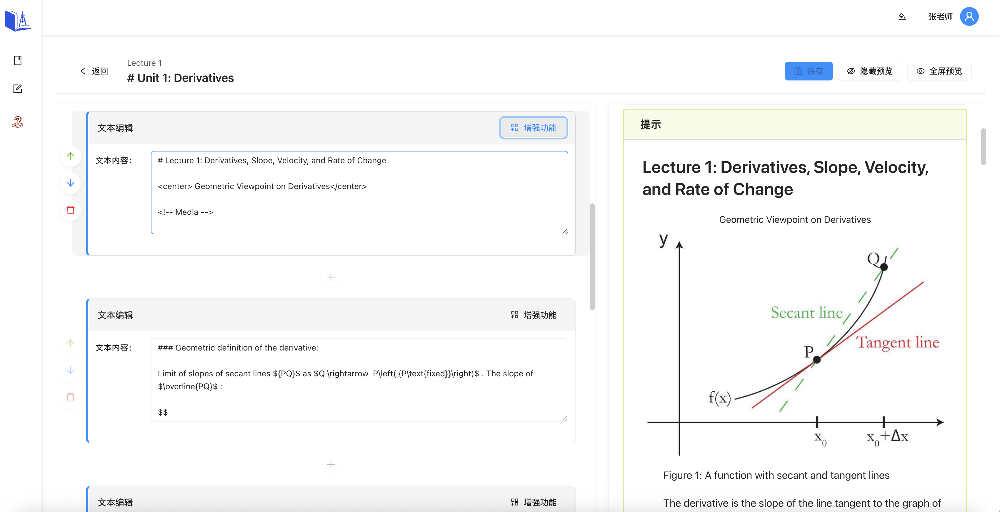 张老师
返回
Lecture 1
# Unit 1: Derivatives
保存
隐藏预览
全屏预览
文本编辑
增强功能
文本内容:
# Lecture 1: Derivatives, Slope, Velocity, and Rate of Change
<center> Geometric Viewpoint on Derivatives</center>
<!-- Media -->
文本编辑
增强功能
文本内容:
### Geometric definition of the derivative:
Limit of slopes of secant lines ${PQ}$ as $Q \rightarrow  P\left( {P\text{fixed}}\right)$ . The slope of
$\overline{PQ}$ :
$$
文本编辑
增强功能
提示
Lecture 1: Derivatives, Slope, Velocity,
and Rate of Change
Geometric Viewpoint on Derivatives
y
Q
Secant line
Tangent line
P
f(x)
x0
x0+Δx
Figure 1: A function with secant and tangent lines
The derivative is the slope of the line tangent to the graph of